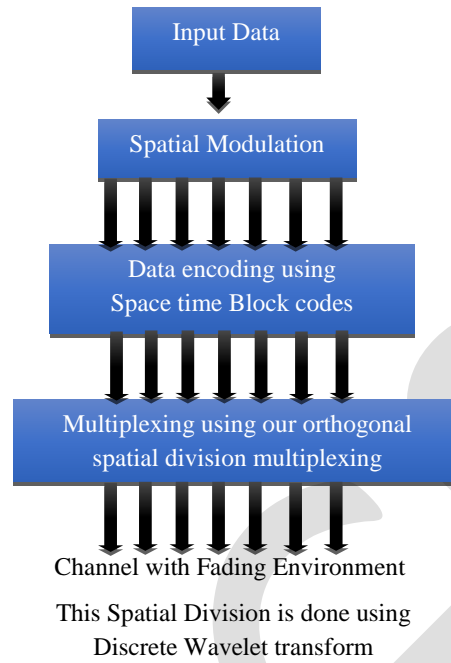 Input Data
Spatial Modulation
Data encoding using
Space time Block codes
Multiplexing using our orthogonal
spatial division multiplexing
Channel with Fading Environment
This Spatial Division is done using
Discrete Wavelet transform